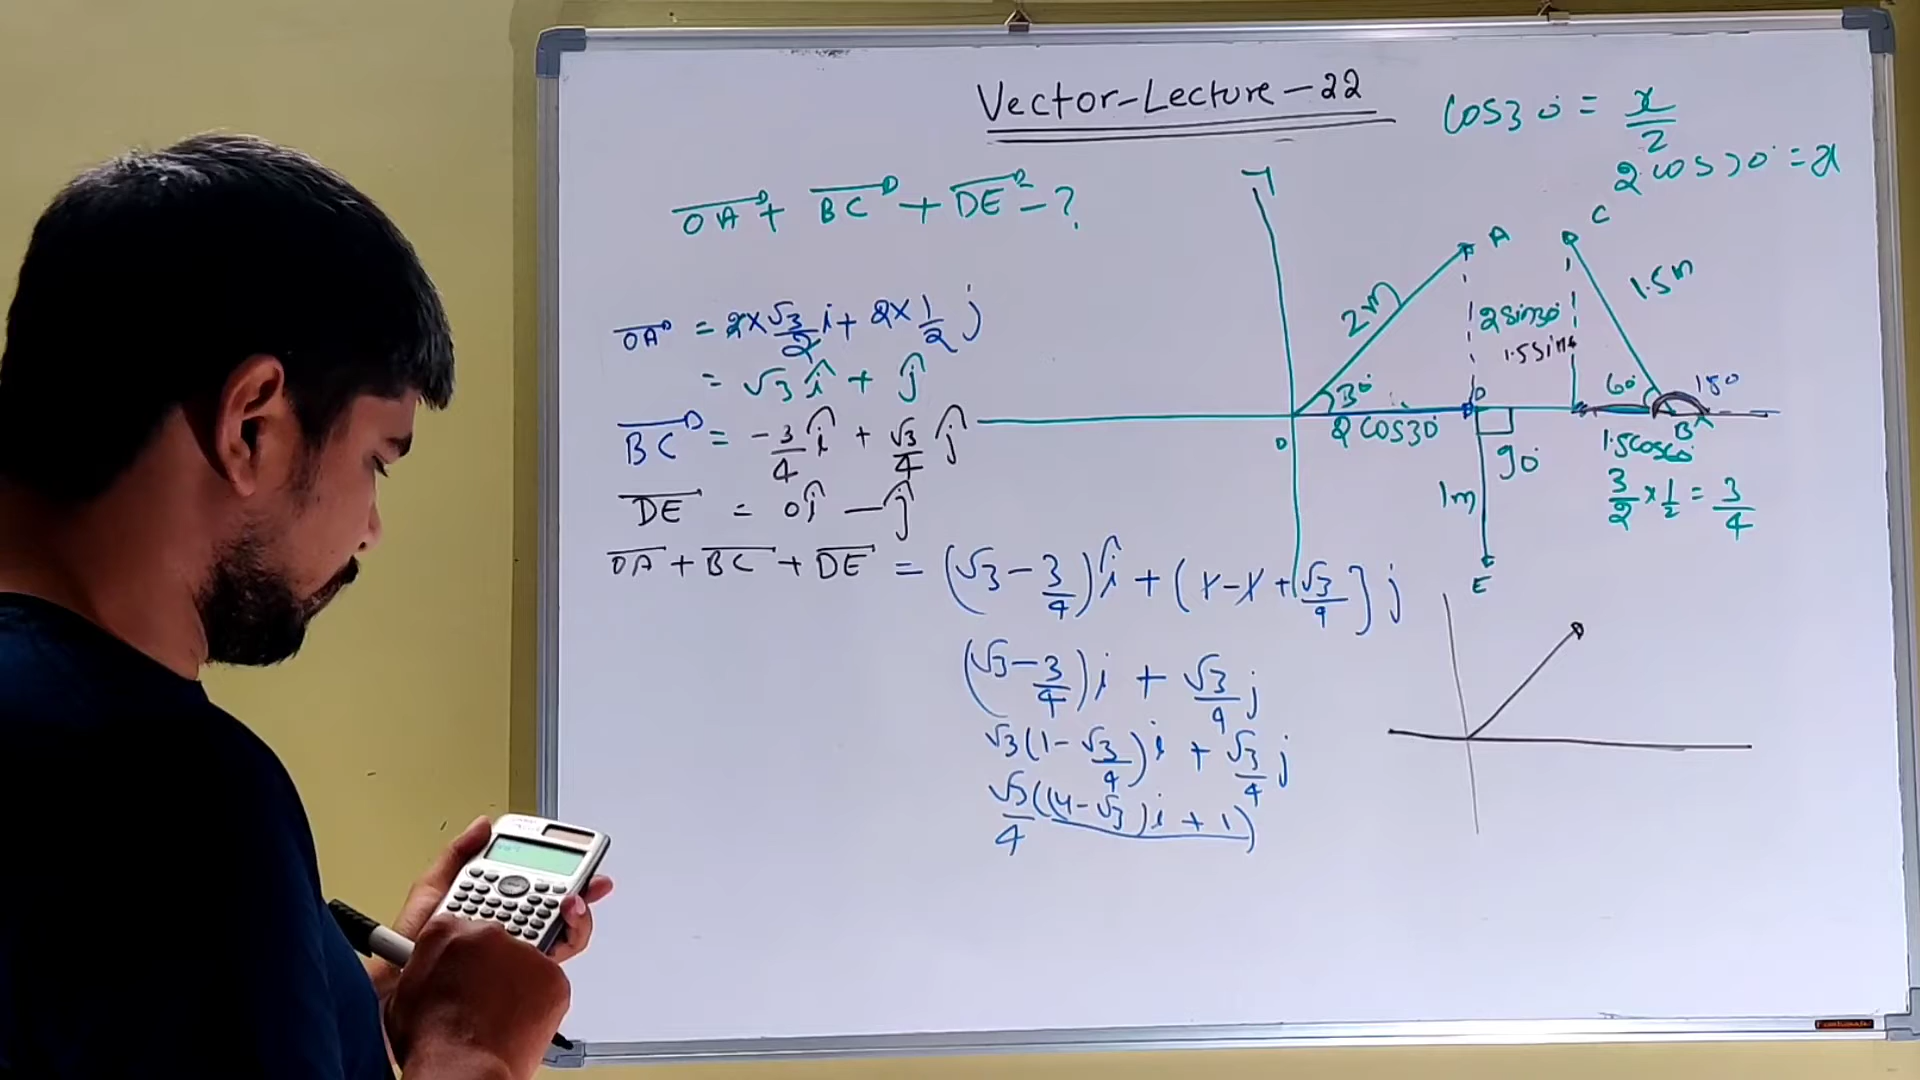 Vector-Lecture-22
cos30° = x/2
2cos30° = x
OA + BC + DE = ?
OA = 2×√3/2 i + 2×1/2 j
= √3 î + ĵ
BC = -3/4 î + √3/4 ĵ
DE = 0î - ĵ
OA + BC + DE = (√3 - 3/4) î + (1 - 1 + √3/4) j
(√3 - 3/4) i + √3/4 j
√3(1 - √3/4) i + √3/4 j
√3/4 ((4-√3) i + 1)
A
C
2m
1.5m
2sin30°
1.5sin
30°
D
60°
180
O
2cos30°
B
1.5cos60°
90°
1m
3/2 × 1/2 = 3/4
E